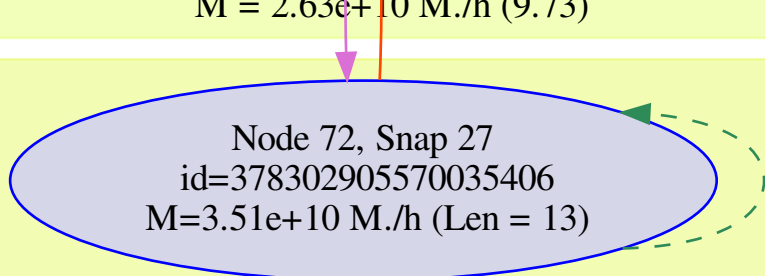 M = 2.63e+10 M./h (9.73)
Node 72, Snap 27
id=378302905570035406
M=3.51e+10 M./h (Len = 13)